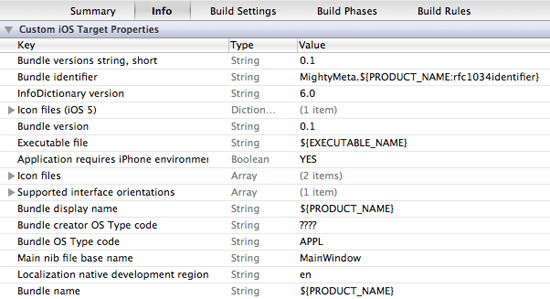 Summary Info Build Settings Build Phases Build Rules
Custom iOS Target Properties
Key Type Value
Bundle versions string, short String 0.1
Bundle identifier String MightyMeta.${PRODUCT_NAME:rfc1034identifier}
InfoDictionary version String 6.0
Icon files (iOS 5) Diction... (1 item)
Bundle version String 0.1
Executable file String ${EXECUTABLE_NAME}
Application requires iPhone environmer Boolean YES
Icon files Array (2 items)
Supported interface orientations Array (1 item)
Bundle display name String ${PRODUCT_NAME}
Bundle creator OS Type code String ????
Bundle OS Type code String APPL
Main nib file base name String MainWindow
Localization native development region String en
Bundle name String ${PRODUCT_NAME}